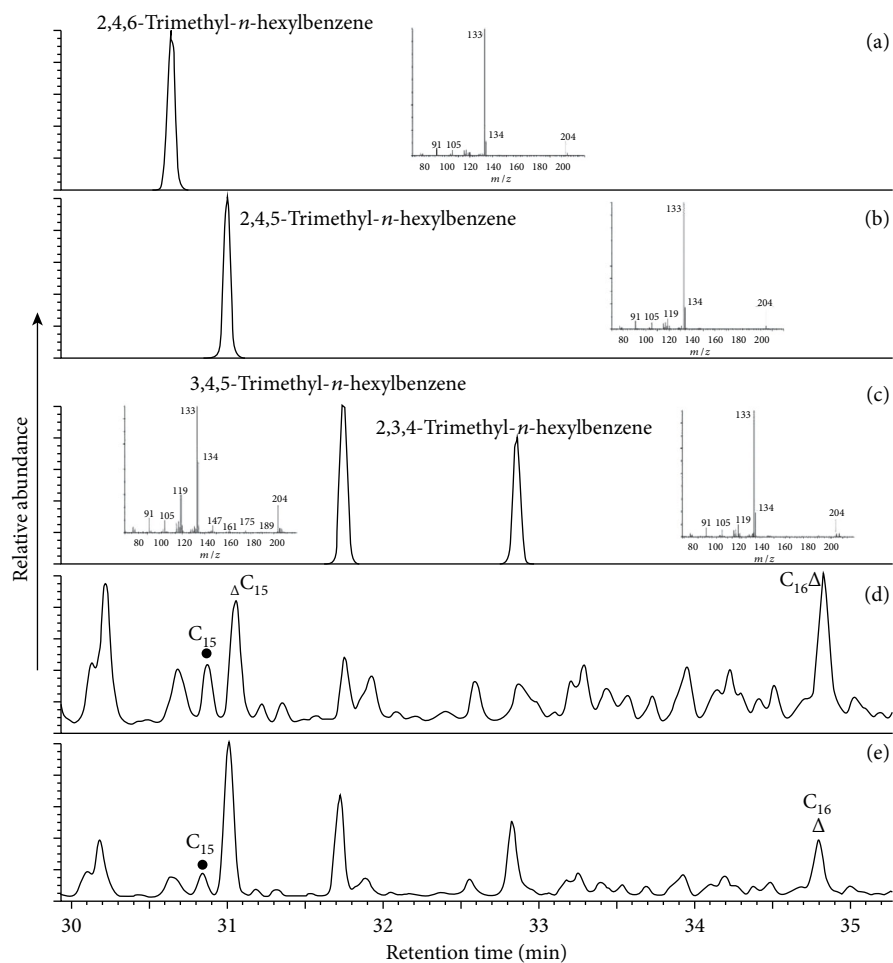 2,4,6-Trimethyl-n-hexylbenzene
(a)
133
91 105 134 204
80 100 120 140 160 180 200
m/z
2,4,5-Trimethyl-n-hexylbenzene
(b)
133
91 105 119 134 204
80 100 120 140 160 180 200
m/z
3,4,5-Trimethyl-n-hexylbenzene
2,3,4-Trimethyl-n-hexylbenzene
(c)
133
134
119
91 105 147 161 175 189 204
80 100 120 140 160 180 200
m/z
133
134
91 105 119 204
80 100 120 140 160 180 200
m/z
Relative abundance
(d)
C15
Δ C15
C16 Δ
(e)
C15
C16
Δ
30 31 32 33 34 35
Retention time (min)